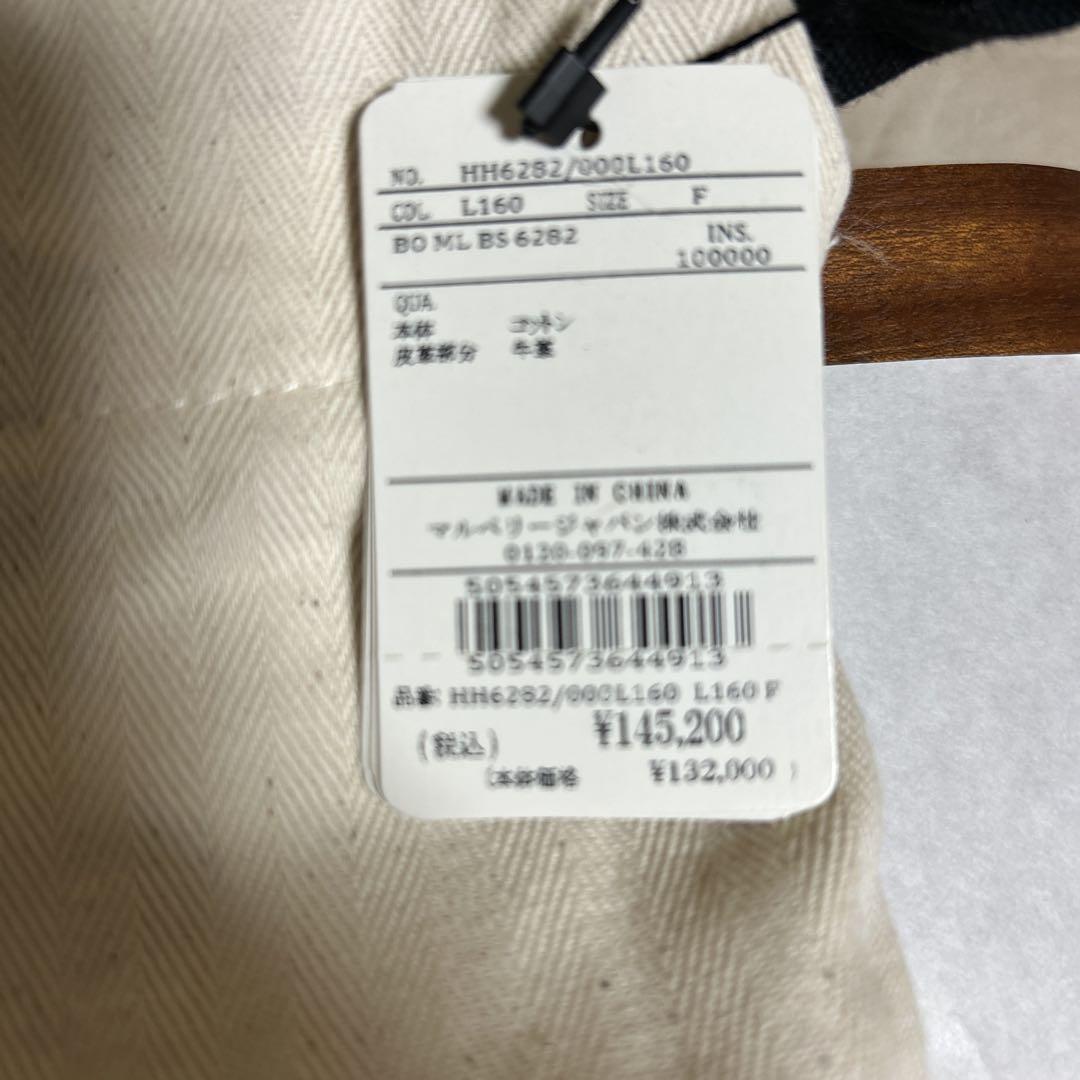 NO. HH6282/000L160
COL L160 SIZE F
BO ML BS 6282 INS.
100000
QUA
本体 コットン
皮革部分 牛革
MADE IN CHINA
マルベリージャパン株式会社
0120-097-428
5054573644913
5054573644913
品番: HH6282/000L160 L160 F
(税込) ¥145,200
(本体価格 ¥132,000 )